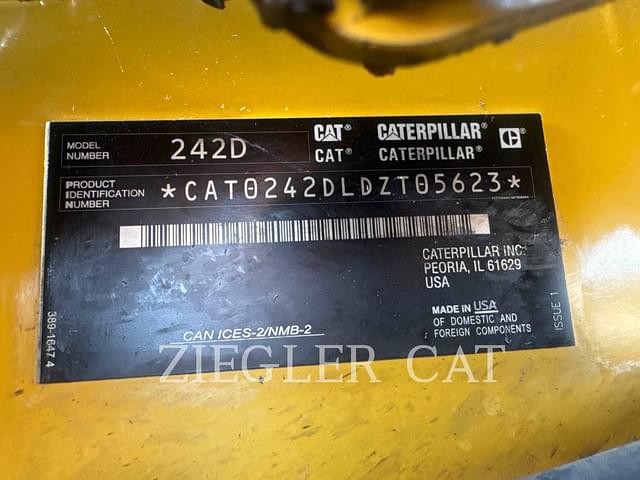 MODEL NUMBER 242D CAT® CATERPILLAR® C®
CAT® CATERPILLAR®
PRODUCT IDENTIFICATION NUMBER *CAT0242DLDZT05623*
CATERPILLAR INC.
PEORIA, IL 61629
USA
MADE IN USA
OF DOMESTIC AND
FOREIGN COMPONENTS
ISSUE 1
CAN ICES-2/NMB-2
389-1647 4
ZIEGLER CAT